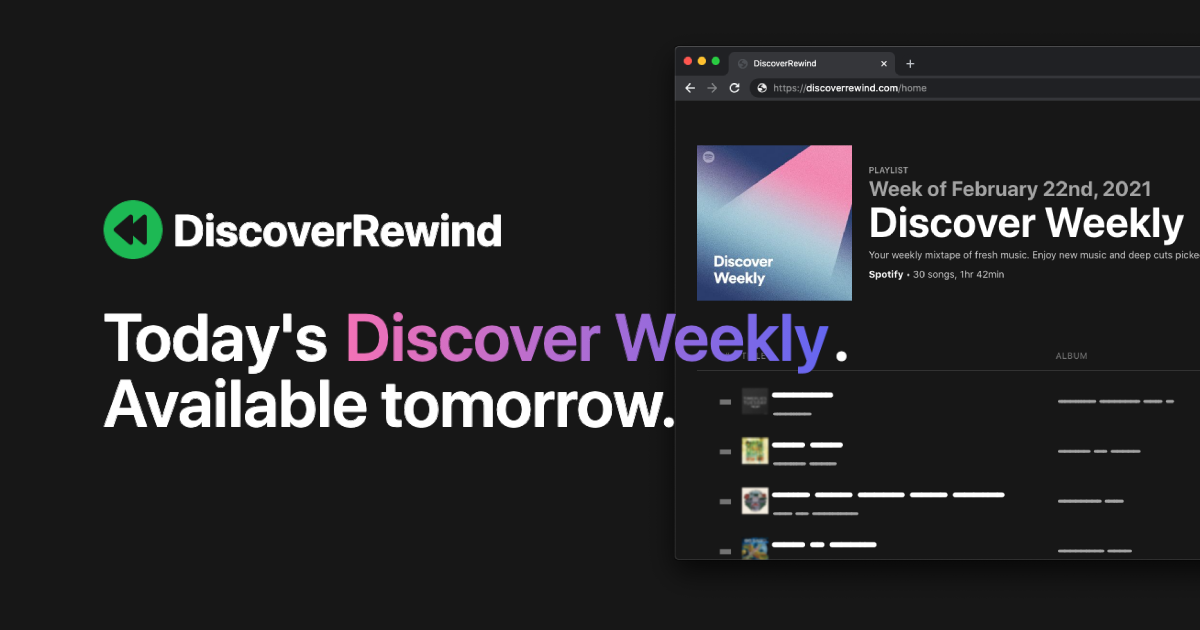 DiscoverRewind
Today's Discover Weekly.
Available tomorrow.
DiscoverRewind
https://discoverrewind.com/home
Discover
Weekly
PLAYLIST
Week of February 22nd, 2021
Discover Weekly
Your weekly mixtape of fresh music. Enjoy new music and deep cuts picke
Spotify • 30 songs, 1hr 42min
ALBUM